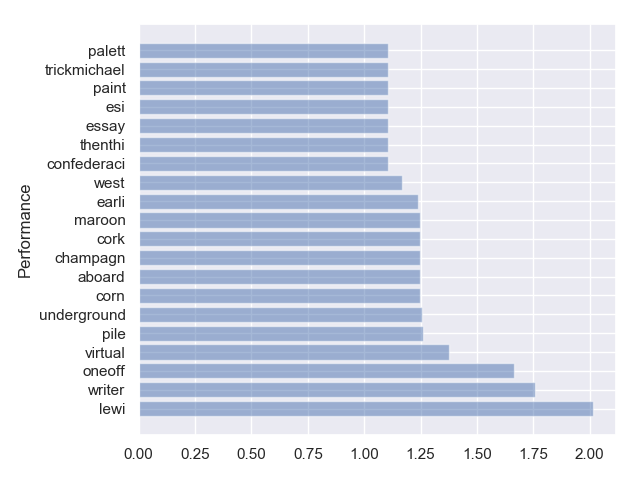 palett
trickmichael
paint
esi
essay
thenthi
confederaci
west
earli
maroon
cork
champagn
aboard
corn
underground
pile
virtual
oneoff
writer
lewi
Performance
0.00 0.25 0.50 0.75 1.00 1.25 1.50 1.75 2.00